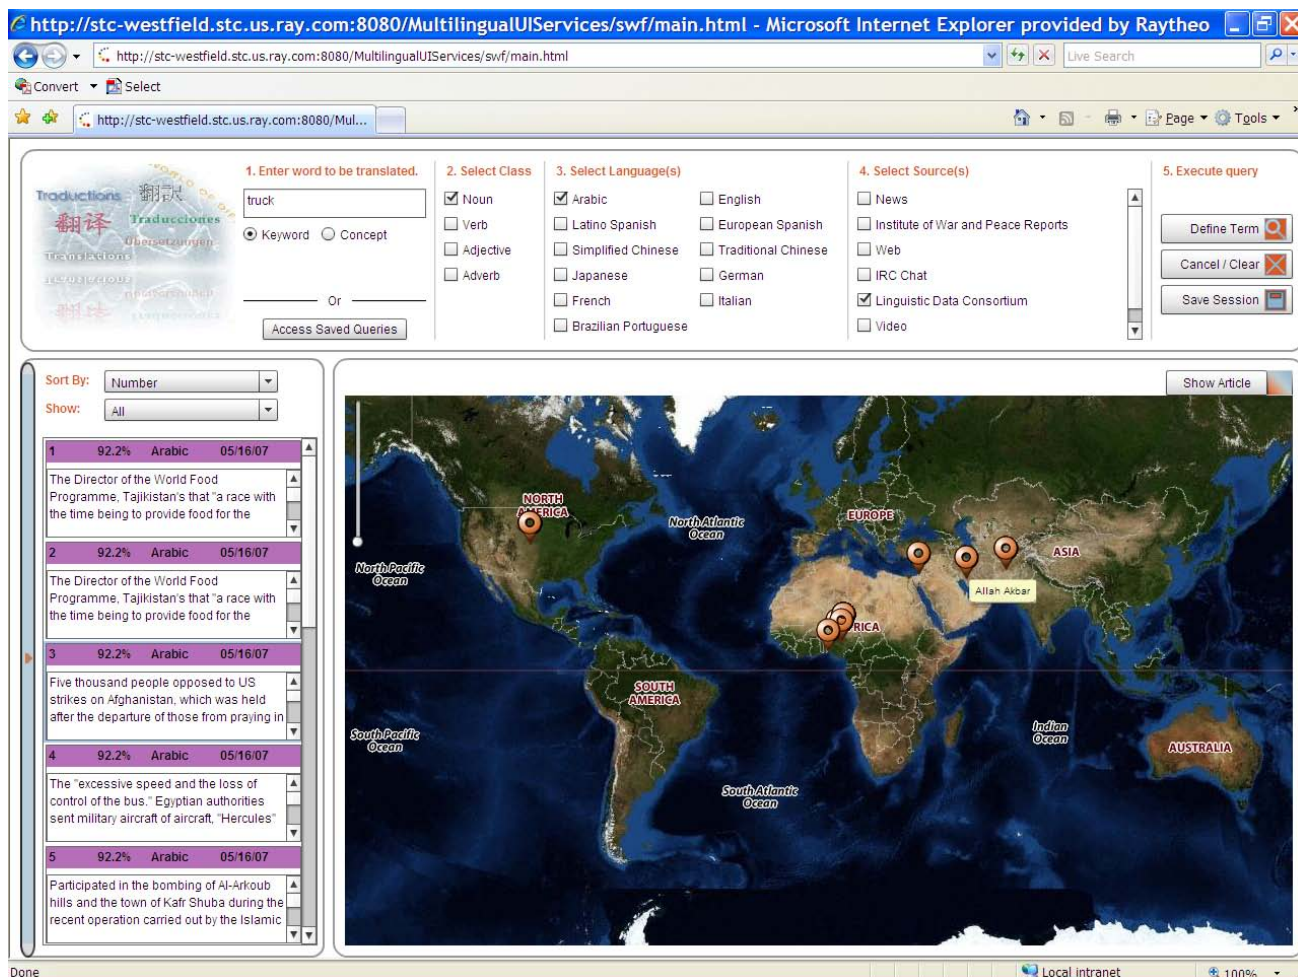 http://stc-westfield.stc.us.ray.com:8080/MultilingualUIServices/swf/main.html - Microsoft Internet Explorer provided by Raytheo
http://stc-westfield.stc.us.ray.com:8080/MultilingualUIServices/swf/main.html
Live Search
Convert
Select
http://stc-westfield.stc.us.ray.com:8080/Mul...
Page
Tools
Traductions
翻訳
翻译
Traducciones
Übersetzungen
Translations
1. Enter word to be translated.
truck
Keyword
Concept
Or
Access Saved Queries
2. Select Class
Noun
Verb
Adjective
Adverb
3. Select Language(s)
Arabic
English
Latino Spanish
European Spanish
Simplified Chinese
Traditional Chinese
Japanese
German
French
Italian
Brazilian Portuguese
4. Select Source(s)
News
Institute of War and Peace Reports
Web
IRC Chat
Linguistic Data Consortium
Video
5. Execute query
Define Term
Cancel / Clear
Save Session
Sort By:
Number
Show:
All
1 92.2% Arabic 05/16/07
The Director of the World Food
Programme, Tajikistan's that "a race with
the time being to provide food for the
2 92.2% Arabic 05/16/07
The Director of the World Food
Programme, Tajikistan's that "a race with
the time being to provide food for the
3 92.2% Arabic 05/16/07
Five thousand people opposed to US
strikes on Afghanistan, which was held
after the departure of those from praying in
4 92.2% Arabic 05/16/07
The "excessive speed and the loss of
control of the bus." Egyptian authorities
sent military aircraft of aircraft, "Hercules"
5 92.2% Arabic 05/16/07
Participated in the bombing of Al-Arkoub
hills and the town of Kafr Shuba during the
recent operation carried out by the Islamic
Show Article
NORTH
AMERICA
North Atlantic
Ocean
EUROPE
ASIA
North Pacific
Ocean
Allah Akbar
RICA
SOUTH
AMERICA
South Pacific
Ocean
Indian
Ocean
AUSTRALIA
South Atlantic
Ocean
Done
Local intranet
100%